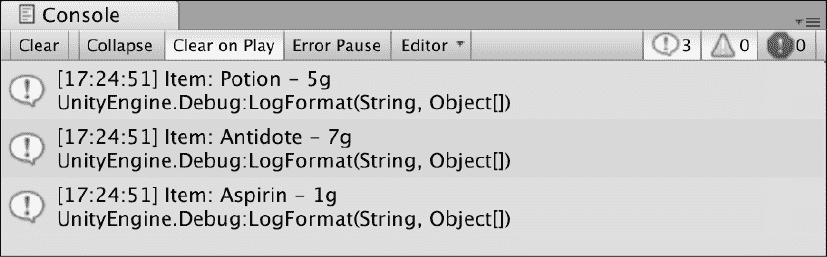 Console
Clear Collapse Clear on Play Error Pause Editor 3 0 0
[17:24:51] Item: Potion – 5g
UnityEngine.Debug:LogFormat(String, Object[])
[17:24:51] Item: Antidote – 7g
UnityEngine.Debug:LogFormat(String, Object[])
[17:24:51] Item: Aspirin – 1g
UnityEngine.Debug:LogFormat(String, Object[])